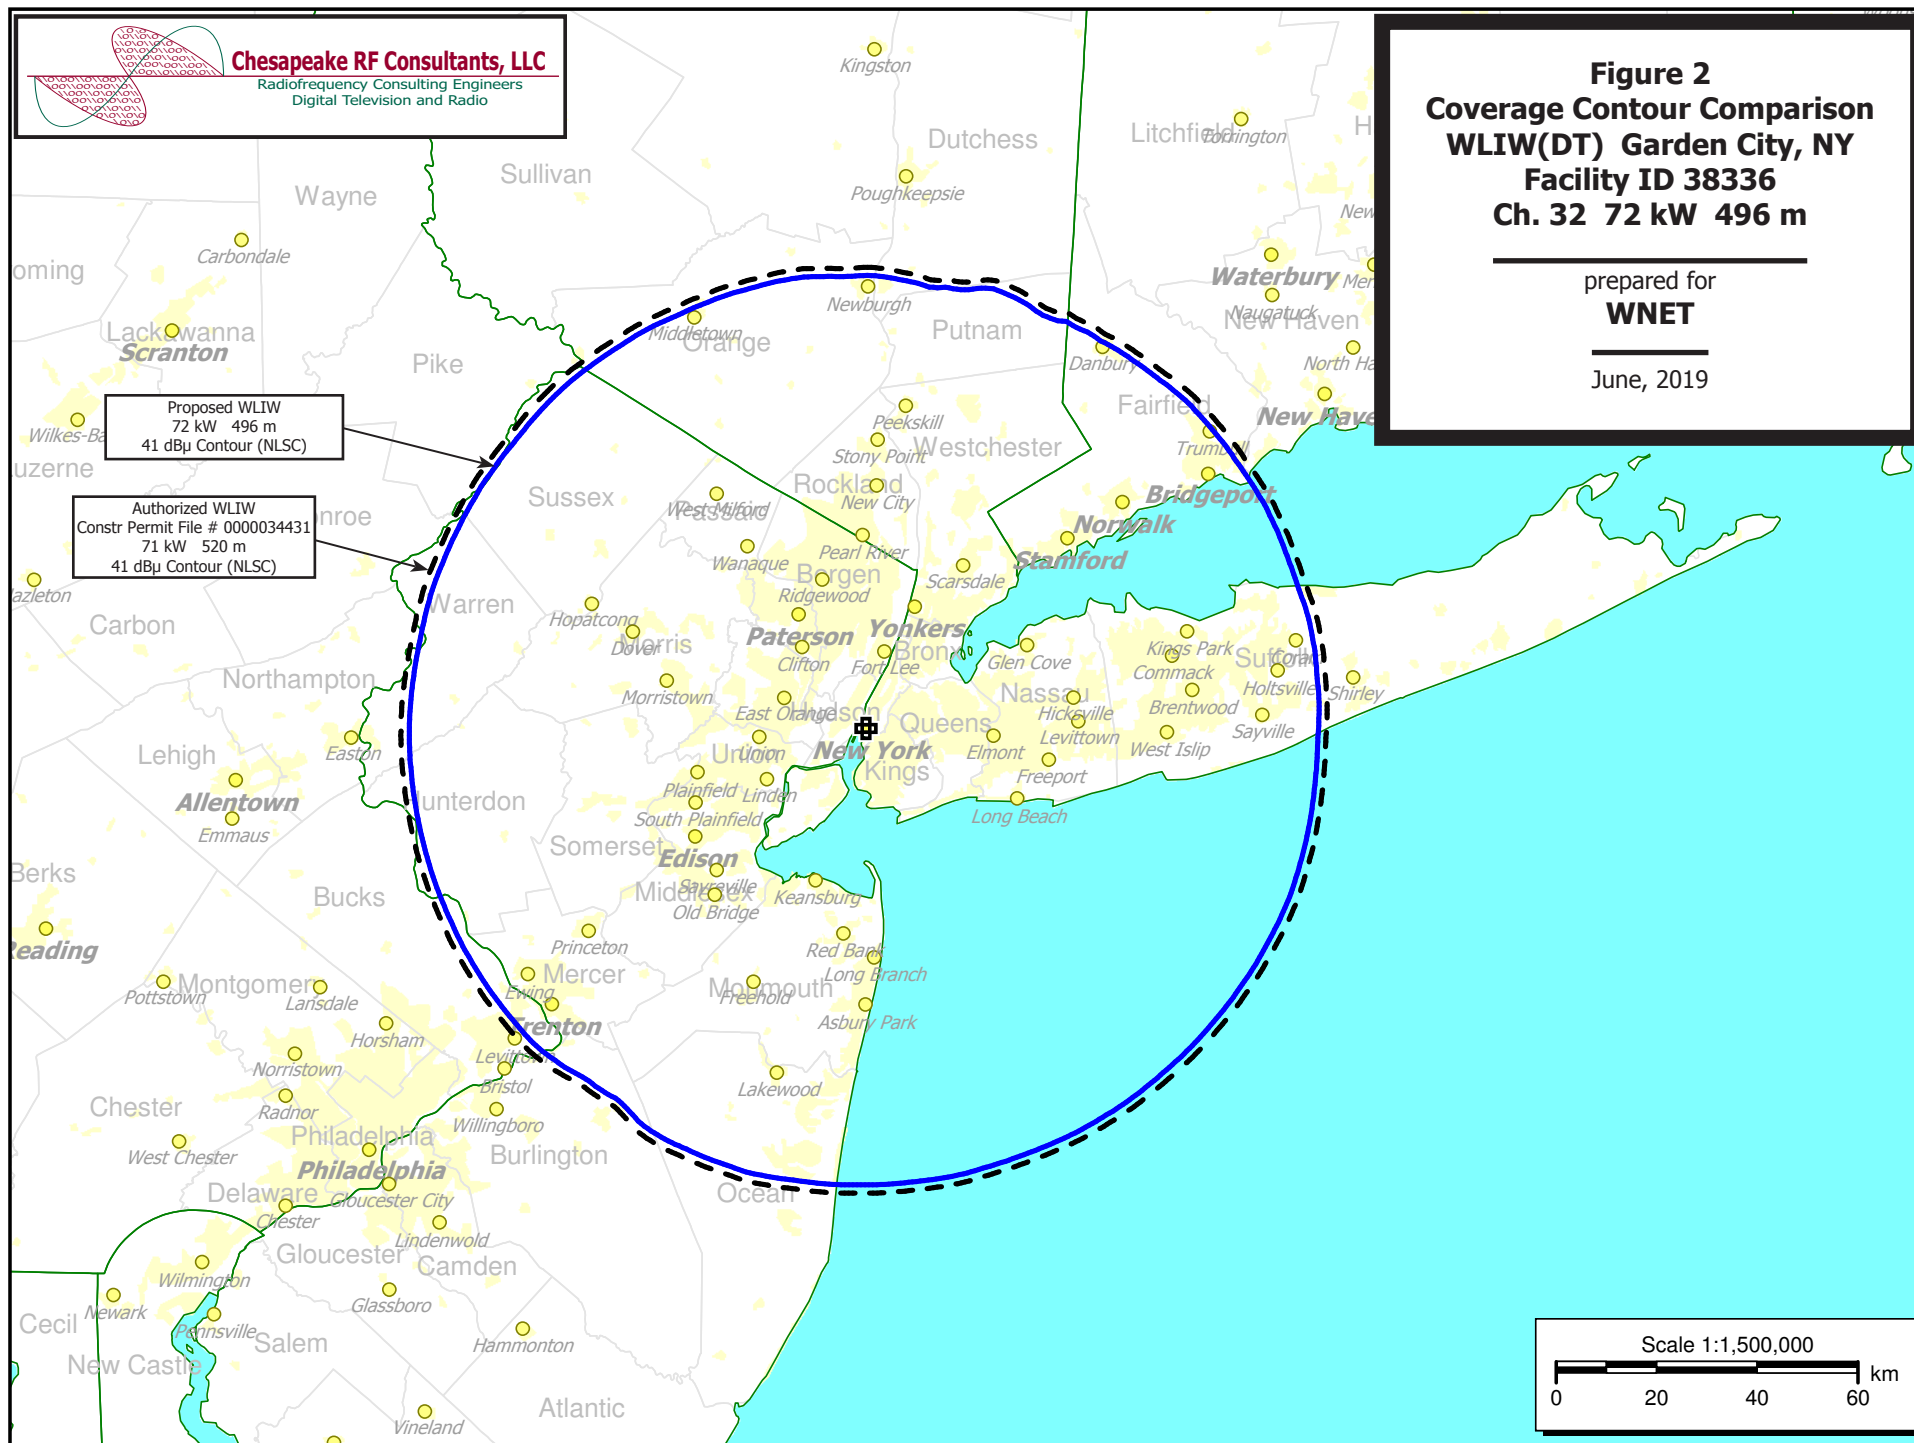 Chesapeake RF Consultants, LLC
Radiofrequency Consulting Engineers
Digital Television and Radio
Figure 2
Coverage Contour Comparison
WLIW(DT) Garden City, NY
Facility ID 38336
Ch. 32 72 kW 496 m
prepared for
WNET
June, 2019
Proposed WLIW
72 kW 496 m
41 dBµ Contour (NLSC)
Authorized WLIW
Constr Permit File # 0000034431
71 kW 520 m
41 dBµ Contour (NLSC)
Kingston
Dutchess
Litchfield
Torrington
Sullivan
Wayne
Poughkeepsie
Carbondale
Waterbury
Naugatuck
New Haven
Newburgh
Putnam
Middletown
Orange
Lackawanna
Scranton
Pike
Danbury
Fairfield
New Have
Peekskill
Westchester
Stony Point
Trumbull
Rockland
New City
Sussex
West Milford
Passaic
Bridgeport
Norwalk
Stamford
Pearl River
Wanaque
Bergen
Ridgewood
Scarsdale
Carbon
Warren
Hopatcong
Dover
Morris
Paterson
Yonkers
Clifton
Fort Lee
Bronx
Glen Cove
Kings Park
Commack
Suffolk
Coram
Holtsville
Shirley
Northampton
Morristown
East Orange
Hudson
Queens
Nassau
Hicksville
Levittown
Brentwood
Sayville
West Islip
Lehigh
Easton
Union
Union
New York
Kings
Elmont
Freeport
Long Beach
Allentown
Emmaus
Hunterdon
Plainfield
Linden
South Plainfield
Somerset
Edison
Sayreville
Middlesex
Old Bridge
Keansburg
Berks
Bucks
Reading
Princeton
Red Bank
Long Branch
Mercer
Ewing
Monmouth
Freehold
Asbury Park
Pottstown
Montgomery
Lansdale
Horsham
Trenton
Levittown
Bristol
Norristown
Lakewood
Radnor
Chester
Willingboro
West Chester
Philadelphia
Philadelphia
Burlington
Delaware
Gloucester City
Chester
Ocean
Lindenwold
Gloucester
Camden
Wilmington
Newark
Glassboro
Cecil
Pennsville
Salem
Hammonton
New Castle
Atlantic
Vineland
Scale 1:1,500,000
km
0 20 40 60